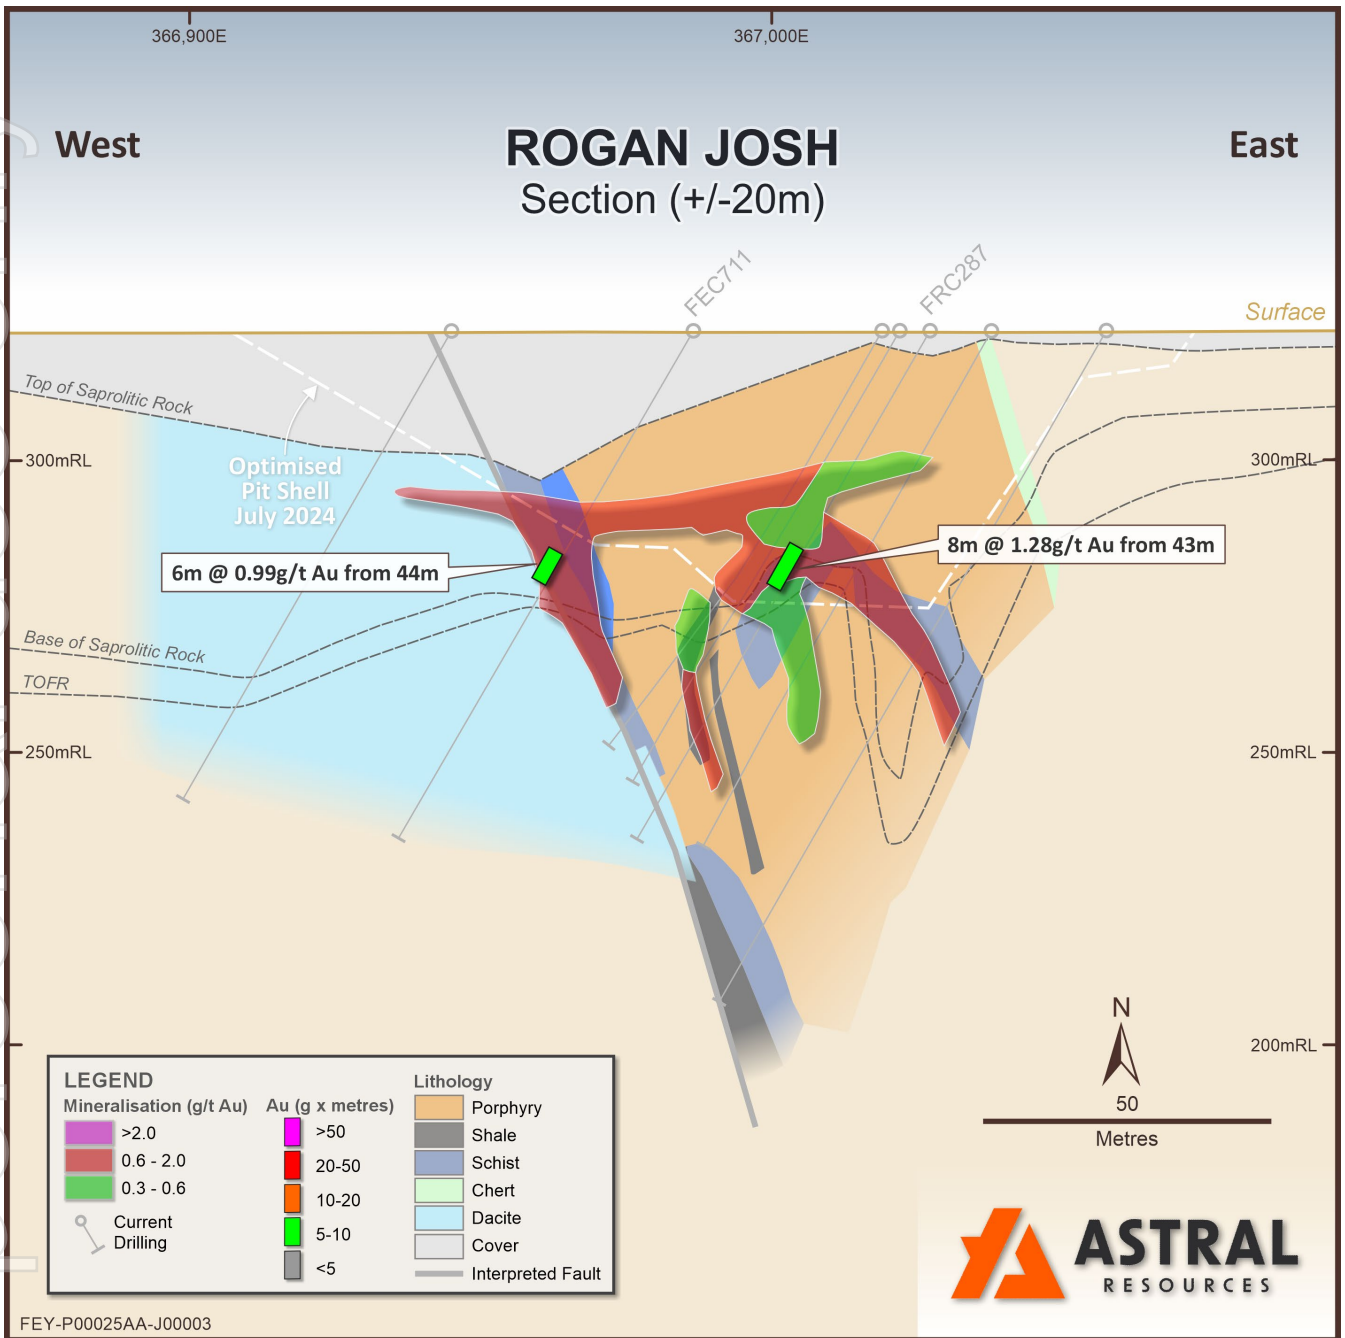 366,900E
367,000E
West
ROGAN JOSH
East
Section (+/-20m)
FEC711
FRC287
Surface
Top of Saprolitic Rock
300mRL
300mRL
Optimised
Pit Shell
July 2024
8m @ 1.28g/t Au from 43m
6m @ 0.99g/t Au from 44m
Base of Saprolitic Rock
TOFR
250mRL
250mRL
200mRL
N
50
Metres
LEGEND
Mineralisation (g/t Au)
>2.0
0.6 - 2.0
0.3 - 0.6
Current
Drilling
Au (g x metres)
>50
20-50
10-20
5-10
<5
Lithology
Porphyry
Shale
Schist
Chert
Dacite
Cover
Interpreted Fault
ASTRAL
RESOURCES
FEY-P00025AA-J00003